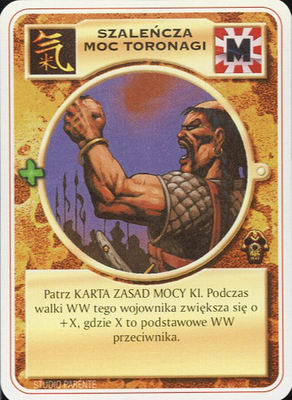 氣
SZALEŃCZA
MOC TORONAGI
M
Patrz KARTA ZASAD MOCY KI. Podczas
walki WW tego wojownika zwiększa się o
+X, gdzie X to podstawowe WW
przeciwnika.
STUDIO PARENTE